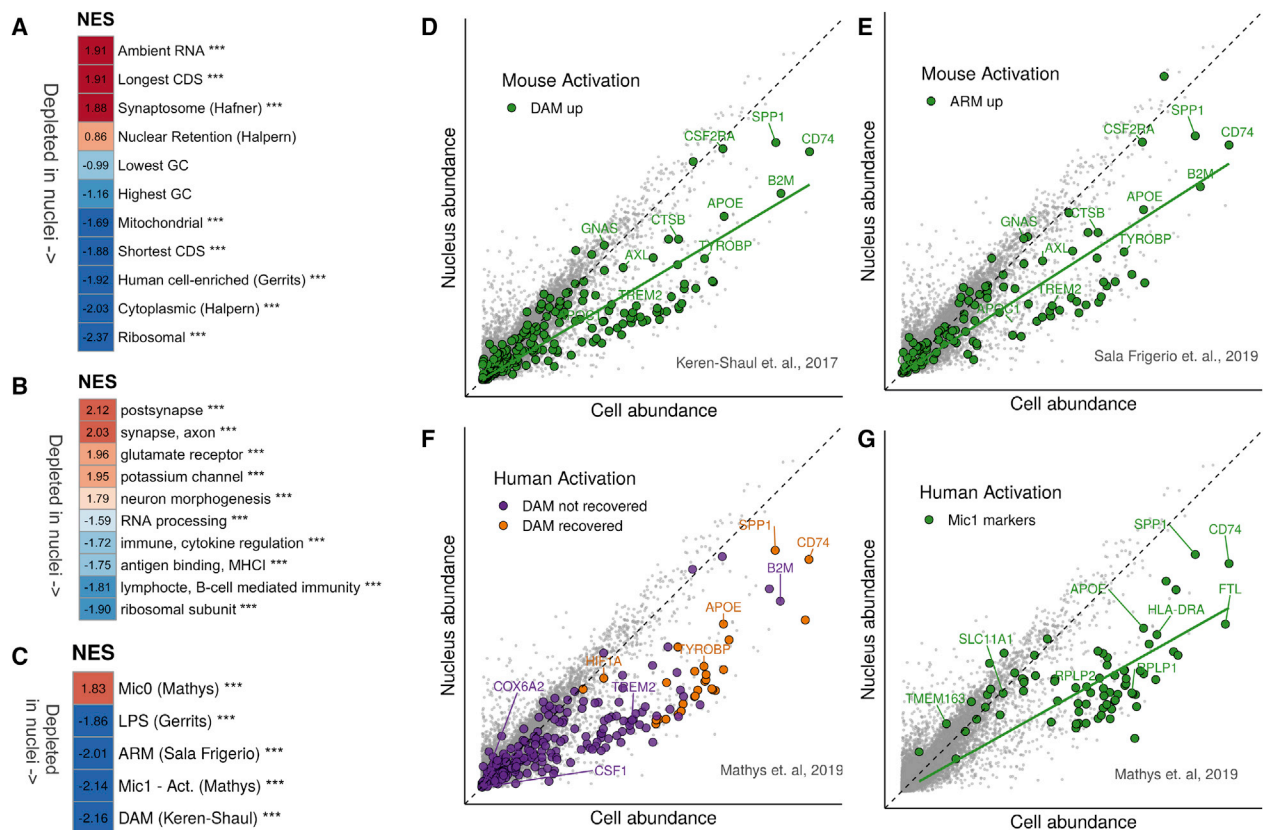 A
NES
Depleted in nuclei ->
1.91 Ambient RNA ***
1.91 Longest CDS ***
1.88 Synaptosome (Hafner) ***
0.86 Nuclear Retention (Halpern)
-0.99 Lowest GC
-1.16 Highest GC
-1.69 Mitochondrial ***
-1.88 Shortest CDS ***
-1.92 Human cell-enriched (Gerrits) ***
-2.03 Cytoplasmic (Halpern) ***
-2.37 Ribosomal ***
B
NES
Depleted in nuclei ->
2.12 postsynapse ***
2.03 synapse, axon ***
1.96 glutamate receptor ***
1.95 potassium channel ***
1.79 neuron morphogenesis ***
-1.59 RNA processing ***
-1.72 immune, cytokine regulation ***
-1.75 antigen binding, MHCI ***
-1.81 lymphocte, B-cell mediated immunity ***
-1.90 ribosomal subunit ***
C
NES
Depleted
in nuclei ->
1.83 Mic0 (Mathys) ***
-1.86 LPS (Gerrits) ***
-2.01 ARM (Sala Frigerio) ***
-2.14 Mic1 - Act. (Mathys) ***
-2.16 DAM (Keren-Shaul) ***
D
Nucleus abundance
Mouse Activation
DAM up
SPP1
CSF2RA
CD74
B2M
APOE
CTSB
GNAS
TYROBP
AXL
TREM2
APOC1
Keren-Shaul et. al., 2017
Cell abundance
E
Nucleus abundance
Mouse Activation
ARM up
SPP1
CSF2RA
CD74
B2M
APOE
CTSB
GNAS
TYROBP
AXL
TREM2
APOC1
Sala Frigerio et. al., 2019
Cell abundance
F
Nucleus abundance
Human Activation
DAM not recovered
DAM recovered
SPP1
CD74
B2M
APOE
TYROBP
HIF1A
COX6A2
TREM2
CSF1
Mathys et. al, 2019
Cell abundance
G
Nucleus abundance
Human Activation
Mic1 markers
SPP1
CD74
APOE
FTL
HLA-DRA
SLC11A1
RPLP1
RPLP2
TMEM163
Mathys et. al, 2019
Cell abundance